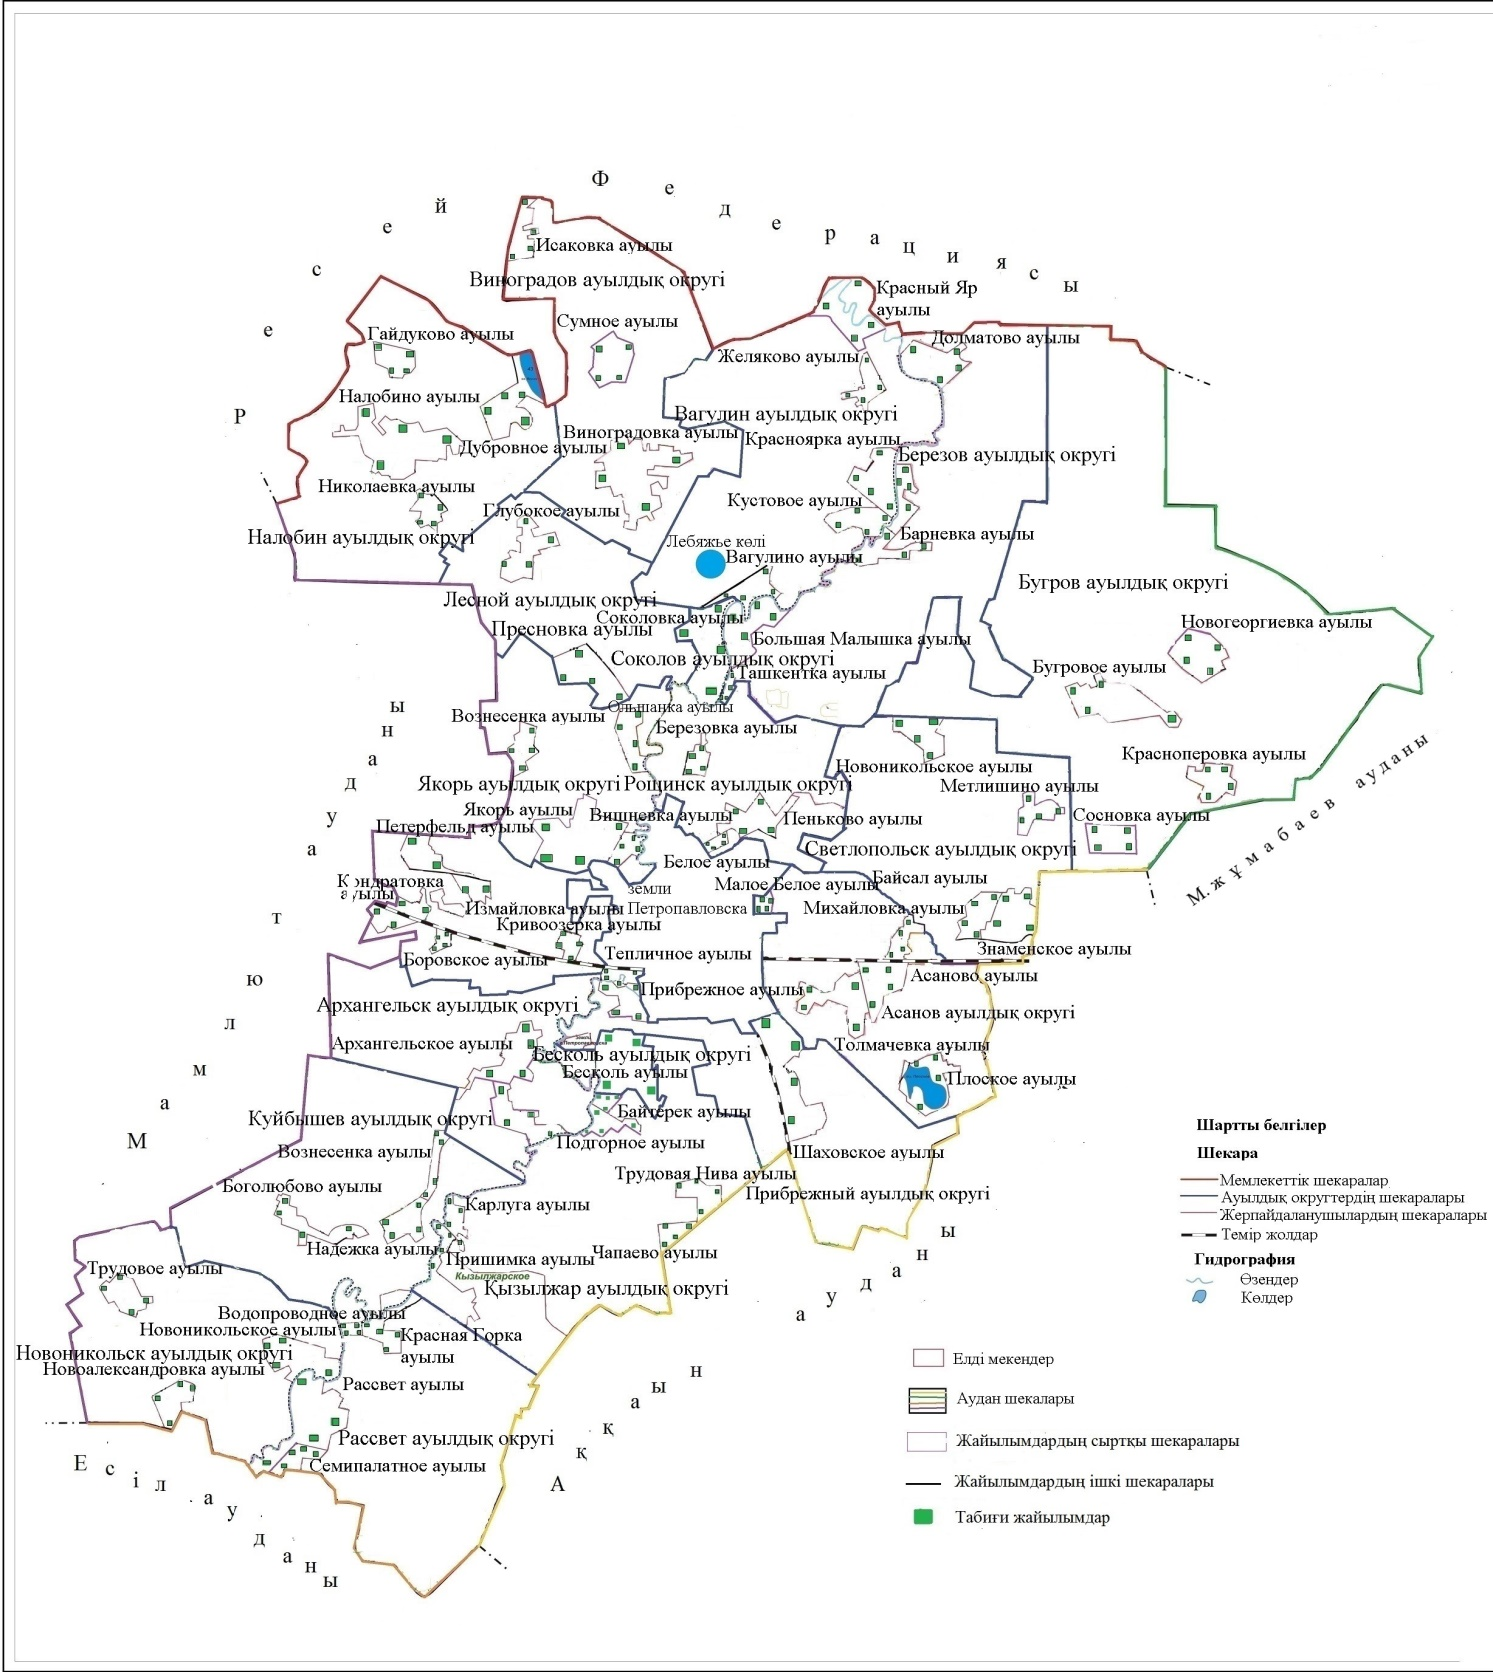 Ресей Федерациясы
Исаковка ауылы
Виноградов ауылдық округі
Красный Яр
ауылы
Гайдуково ауылы
Сумное ауылы
Долматово ауылы
Желяково ауылы
Налобино ауылы
Вагулин ауылдық округі
Виноградовка ауылы
Красноярка ауылы
Дубровное ауылы
Березов ауылдық округі
Николаевка ауылы
Кустовое ауылы
Глубокое ауылы
Налобин ауылдық округі
Барневка ауылы
Лебяжье көлі
Вагулино ауылы
Бугров ауылдық округі
Лесной ауылдық округі
Соколовка ауылы
Новогеоргиевка ауылы
Пресновка ауылы
Большая Малышка ауылы
Соколов ауылдық округі
Бугровое ауылы
Ташкентка ауылы
Ольшанка ауылы
Вознесенка ауылы
Березовка ауылы
Красноперовка ауылы
Новоникольское ауылы
Якорь ауылдық округі
Рощинск ауылдық округі
Метлишино ауылы
Якорь ауылы
Вишневка ауылы
Пеньково ауылы
Сосновка ауылы
Петерфельд ауылы
Светлопольск ауылдық округі
Белое ауылы
М.жұмабаев ауданы
Кондратовка
ауылы
земли
Петропавловска
Малое Белое ауылы
Байсал ауылы
Измайловка ауылы
Михайловка ауылы
Кривоозерка ауылы
Знаменское ауылы
Боровское ауылы
Тепличное ауылы
Асаново ауылы
Прибрежное ауылы
Архангельск ауылдық округі
Асанов ауылдық округі
Архангельское ауылы
Толмачевка ауылы
Бесколь ауылдық округі
Бесколь ауылы
Плоское ауылы
Байтерек ауылы
Куйбышев ауылдық округі
Подгорное ауылы
Вознесенка ауылы
Шаховское ауылы
Трудовая Нива ауылы
Боголюбово ауылы
Прибрежный ауылдық округі
Карлуга ауылы
Надежка ауылы
Чапаево ауылы
Пришимка ауылы
Трудовое ауылы
Кызылжарское
Қызылжар ауылдық округі
Водопроводное ауылы
Новоникольское ауылы
Красная Горка
ауылы
Новоникольск ауылдық округі
Новоалександровка ауылы
Рассвет ауылы
Рассвет ауылдық округі
Семипалатное ауылы
Мамлют ауданы
Есіл ауданы
Аққайын ауданы
Шартты белгілер
Шекара
Мемлекеттік шекаралар
Ауылдық округтердің шекаралары
Жерпайдаланушылардың шекаралары
Темір жолдар
Гидрография
Өзендер
Көлдер
Елді мекендер
Аудан шекалары
Жайылымдардың сыртқы шекаралары
Жайылымдардың ішкі шекаралары
Табиғи жайылымдар